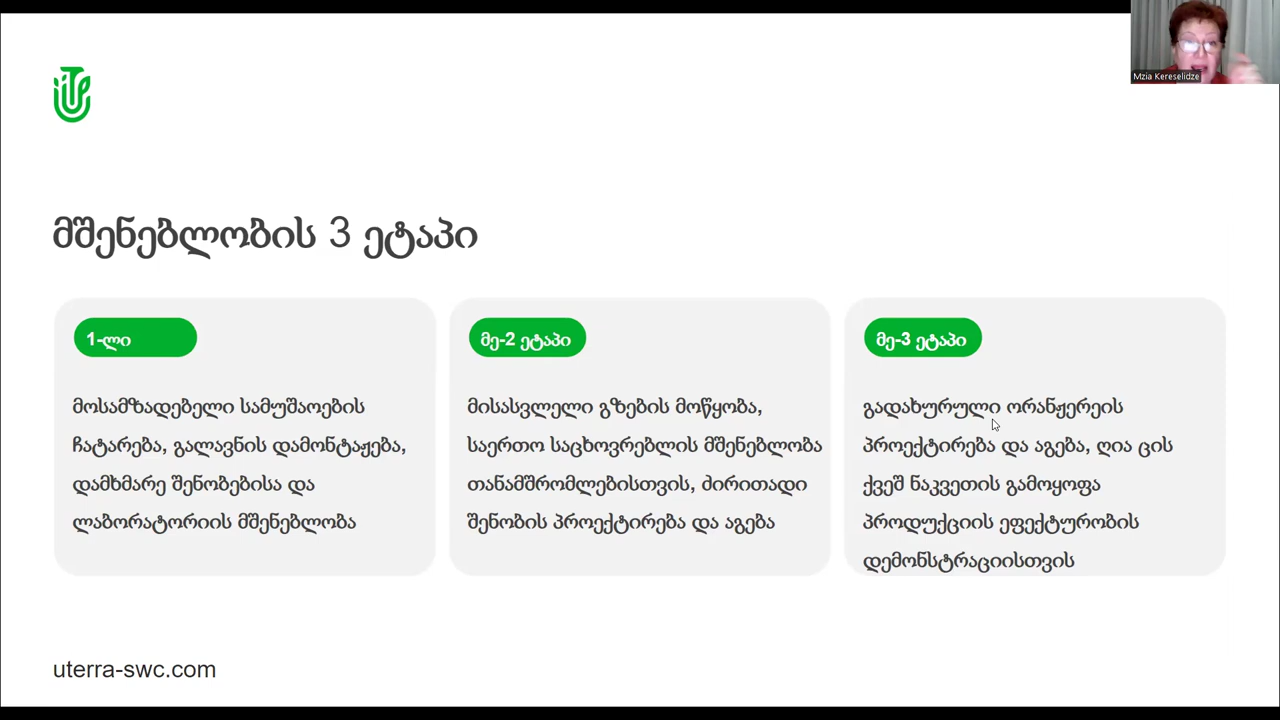 Mzia Kereselidze
მშენებლობის 3 ეტაპი
1-ლი
მოსამზადებელი სამუშაოების
ჩატარება, გალავნის დამონტაჟება,
დამხმარე შენობებისა და
ლაბორატორიის მშენებლობა
მე-2 ეტაპი
მისასვლელი გზების მოწყობა,
საერთო საცხოვრებლის მშენებლობა
თანამშრომლებისთვის, ძირითადი
შენობის პროექტირება და აგება
მე-3 ეტაპი
გადახურული ორანჟერეის
პროექტირება და აგება, ღია ცის
ქვეშ ნაკვეთის გამოყოფა
პროდუქციის ეფექტურობის
დემონსტრაციისთვის
uterra-swc.com